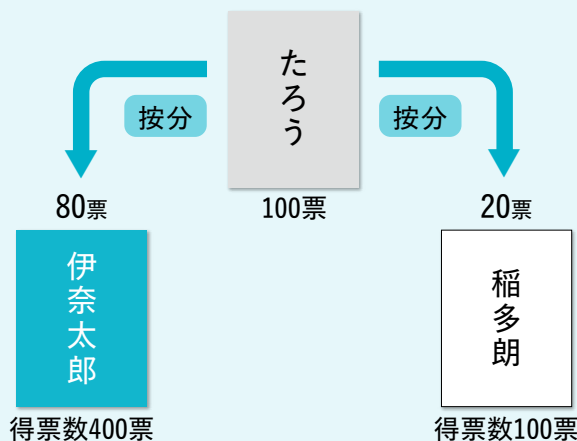 たろう
按分
按分
80票
100票
20票
伊奈太郎
稲多朗
得票数400票
得票数100票